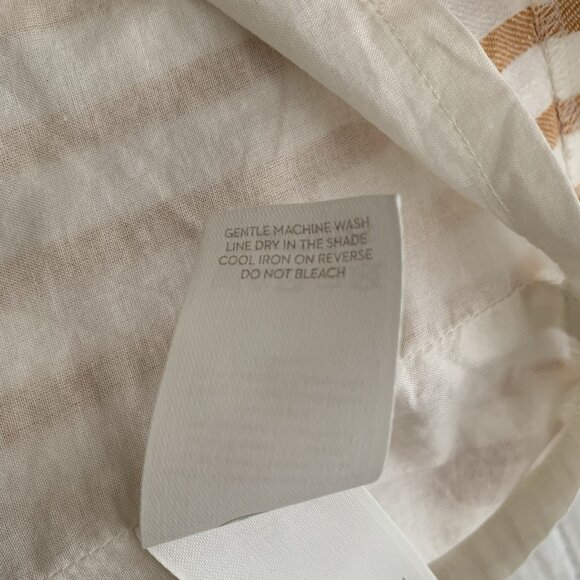 GENTLE MACHINE WASH
LINE DRY IN THE SHADE
COOL IRON ON REVERSE
DO NOT BLEACH